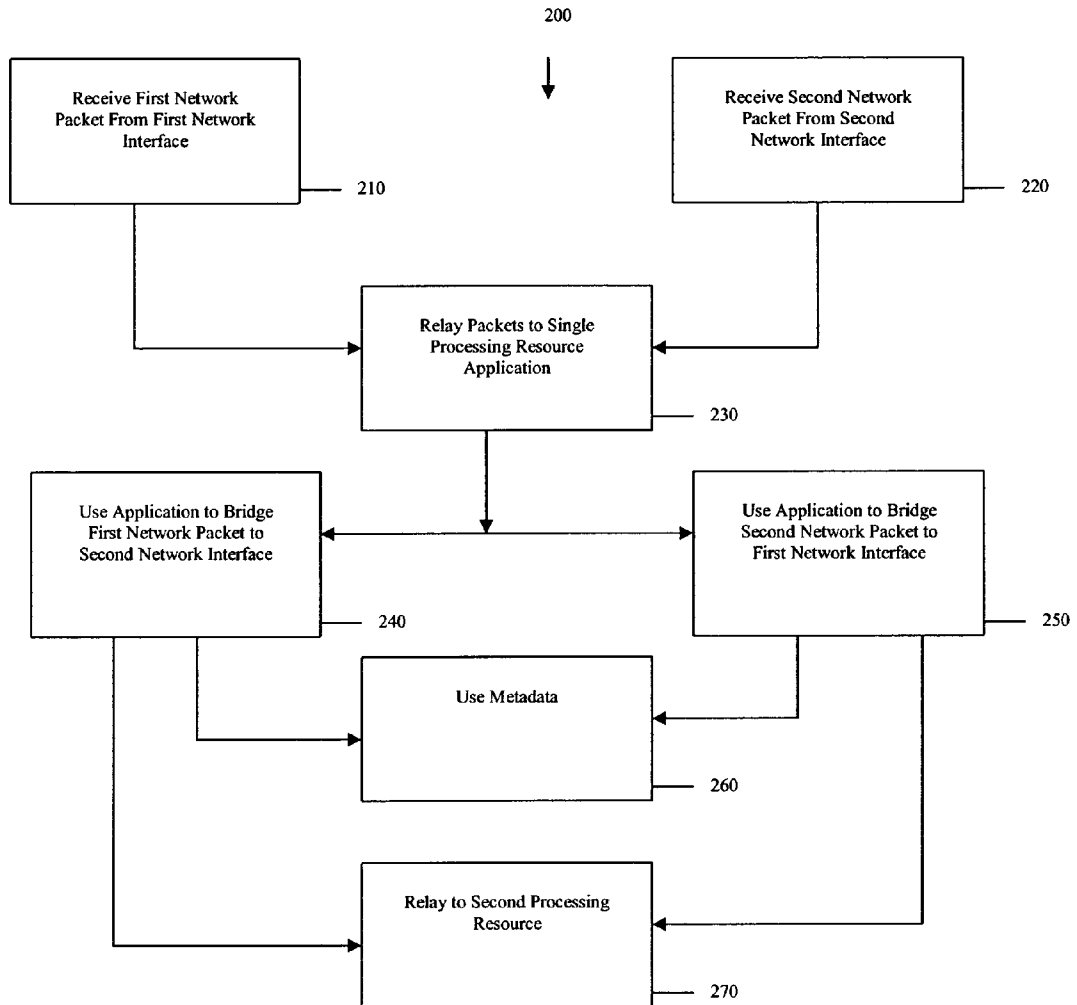 200
Receive First Network
Packet From First Network
Interface
210
Receive Second Network
Packet From Second
Network Interface
220
Relay Packets to Single
Processing Resource
Application
230
Use Application to Bridge
First Network Packet to
Second Network Interface
240
Use Application to Bridge
Second Network Packet to
First Network Interface
250
Use Metadata
260
Relay to Second Processing
Resource
270